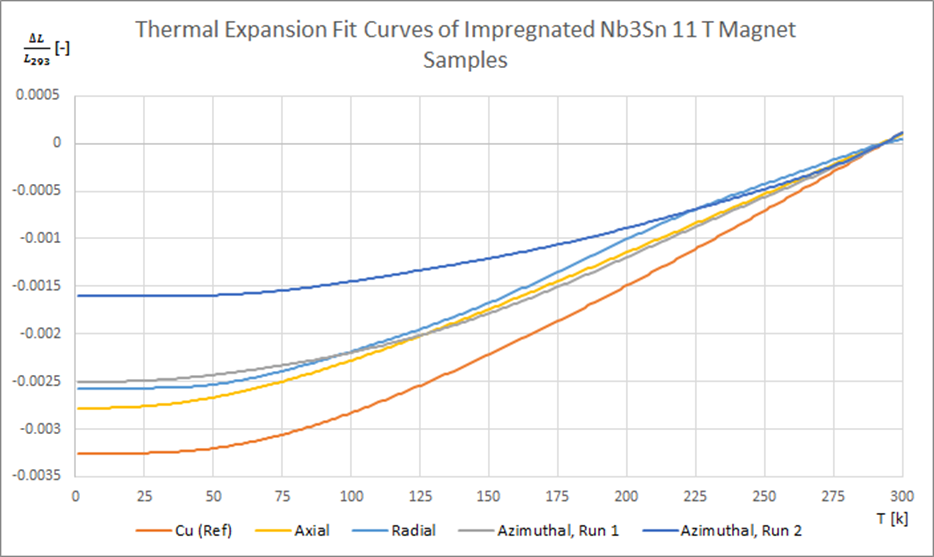 Thermal Expansion Fit Curves of Impregnated Nb3Sn 11 T Magnet
Samples
ΔL
L293 [-]
0.0005
0
-0.0005
-0.001
-0.0015
-0.002
-0.0025
-0.003
-0.0035
0 25 50 75 100 125 150 175 200 225 250 275 300
T [k]
Cu (Ref) Axial Radial Azimuthal, Run 1 Azimuthal, Run 2